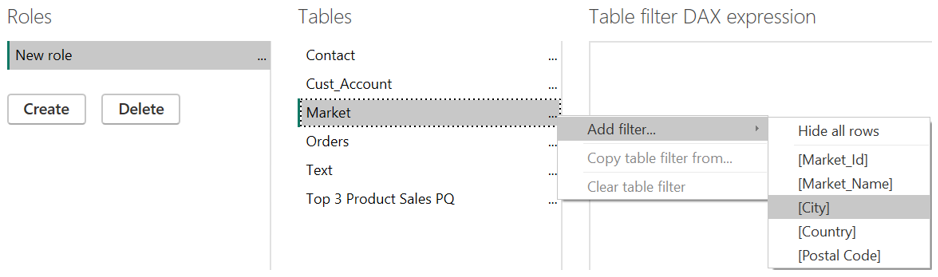 Roles
New role ...
Create Delete
Tables
Contact ...
Cust_Account ...
Market ...
Orders ...
Text ...
Top 3 Product Sales PQ ...
Table filter DAX expression
Add filter...
Copy table filter from...
Clear table filter
Hide all rows
[Market_Id]
[Market_Name]
[City]
[Country]
[Postal Code]